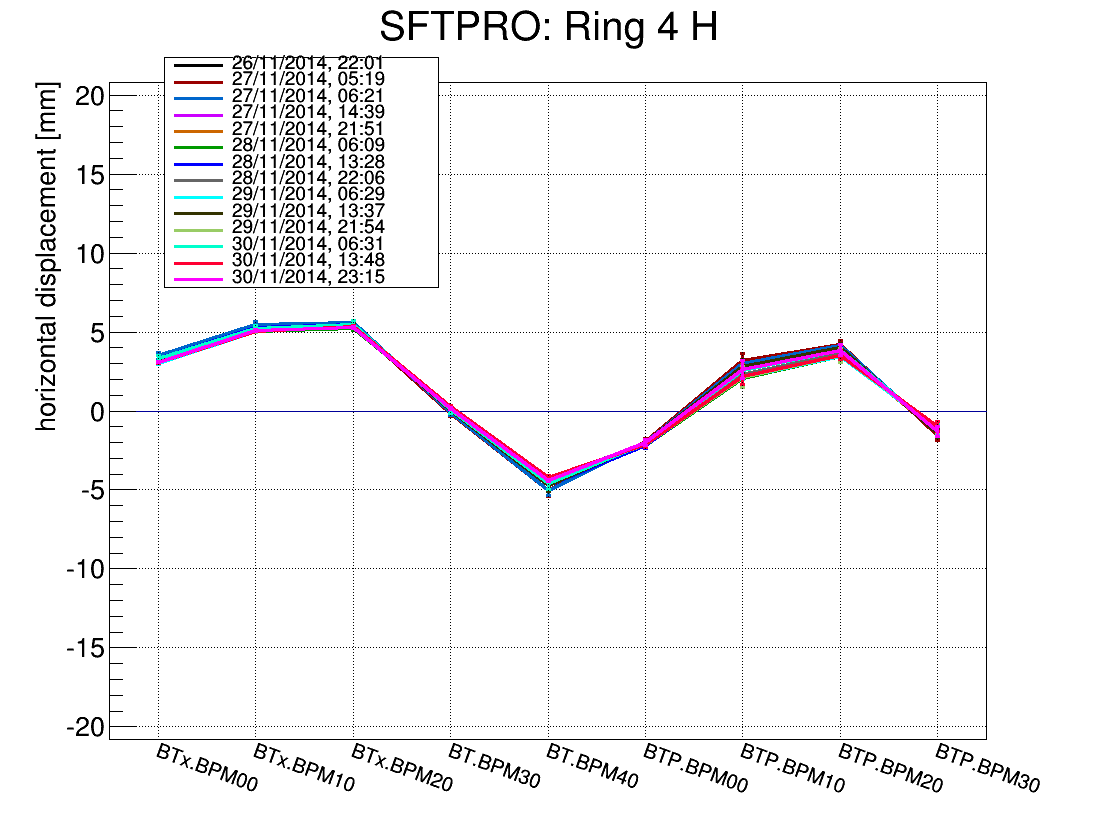 SFTPRO: Ring 4 H
horizontal displacement [mm]
26/11/2014, 22:01
27/11/2014, 05:19
27/11/2014, 06:21
27/11/2014, 14:39
27/11/2014, 21:51
28/11/2014, 06:09
28/11/2014, 13:28
28/11/2014, 22:06
29/11/2014, 06:29
29/11/2014, 13:37
29/11/2014, 21:54
30/11/2014, 06:31
30/11/2014, 13:48
30/11/2014, 23:15
20
15
10
5
0
-5
-10
-15
-20
BTx.BPM00
BTx.BPM10
BTx.BPM20
BT.BPM30
BT.BPM40
BTP.BPM00
BTP.BPM10
BTP.BPM20
BTP.BPM30